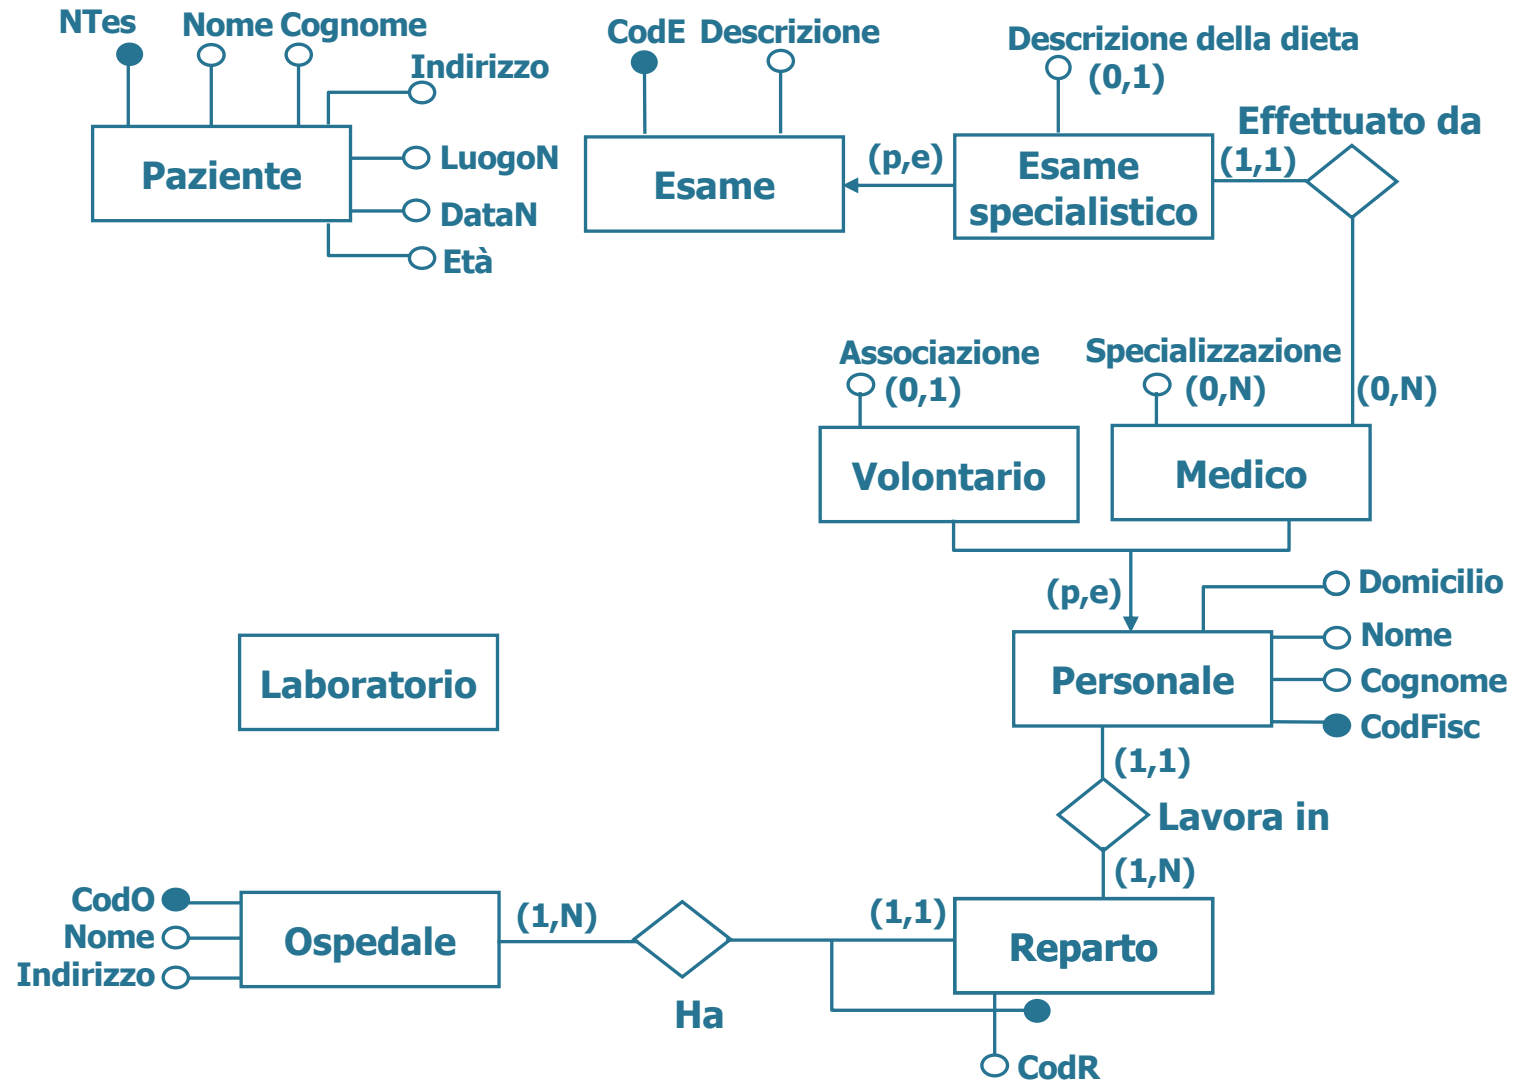 NTes
Nome Cognome
Indirizzo
Paziente
LuogoN
DataN
Età
CodE Descrizione
Esame
(p,e)
Descrizione della dieta
(0,1)
Esame
specialistico
(1,1)
Effettuato da
(0,N)
Associazione
(0,1)
Volontario
Specializzazione
(0,N)
Medico
(p,e)
Personale
Domicilio
Nome
Cognome
CodFisc
(1,1)
Lavora in
(1,N)
Laboratorio
CodO
Nome
Indirizzo
Ospedale
(1,N)
Ha
(1,1)
Reparto
CodR